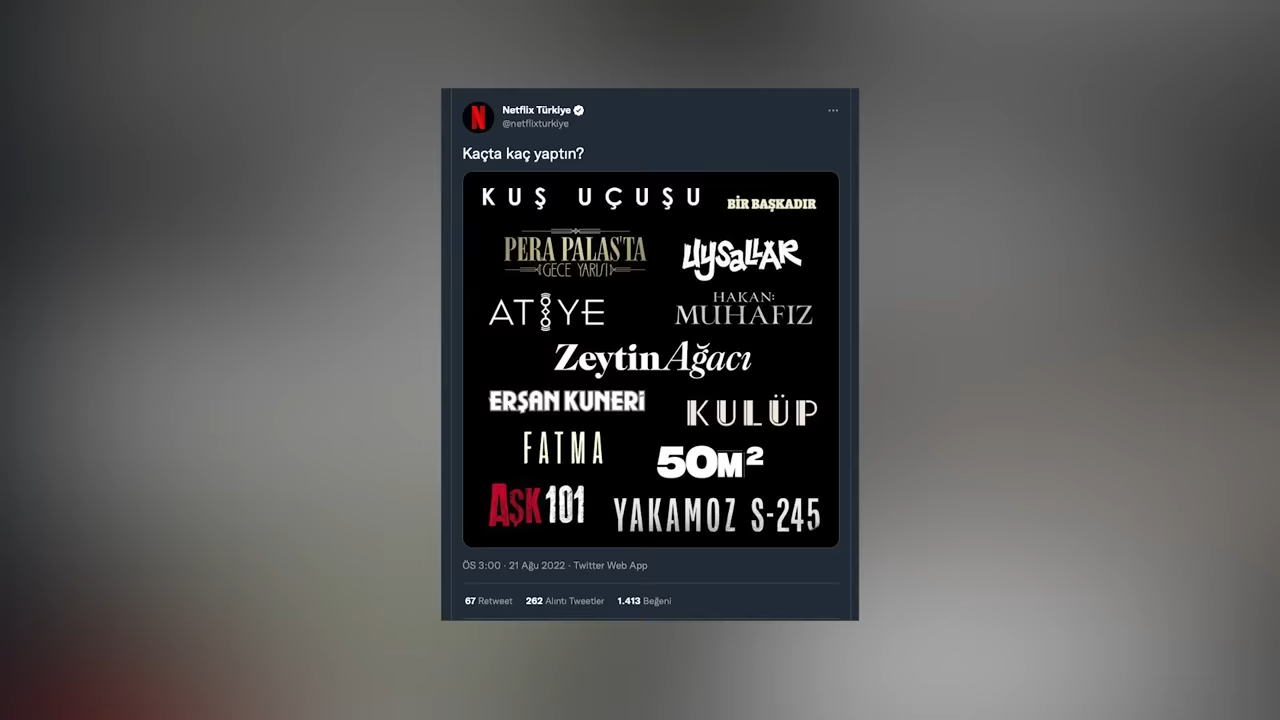 Netflix Türkiye
@netflixturkiye
Kaçta kaç yaptın?
KUŞ UÇUŞU
BİR BAŞKADIR
PERA PALAS'TA
GECE YARISI
uysallar
ATİYE
HAKAN:
MUHAFIZ
Zeytin Ağacı
ERŞAN KUNERİ
KULÜP
FATMA
50M²
AŞK 101
YAKAMOZ S-245
ÖS 3:00 · 21 Ağu 2022 · Twitter Web App
67 Retweet 262 Alıntı Tweetler 1.413 Beğeni